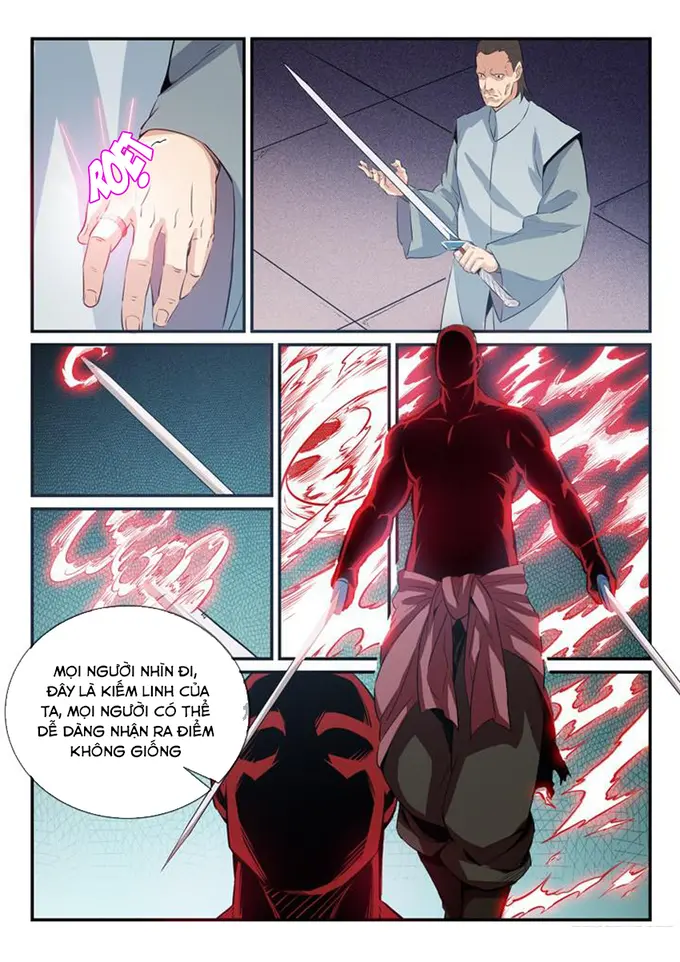 ROẸT
MỌI NGƯỜI NHÌN ĐI,
ĐÂY LÀ KIẾM LINH CỦA
TA, MỌI NGƯỜI CÓ THỂ
DỄ DÀNG NHẬN RA ĐIỂM
KHÔNG GIỐNG